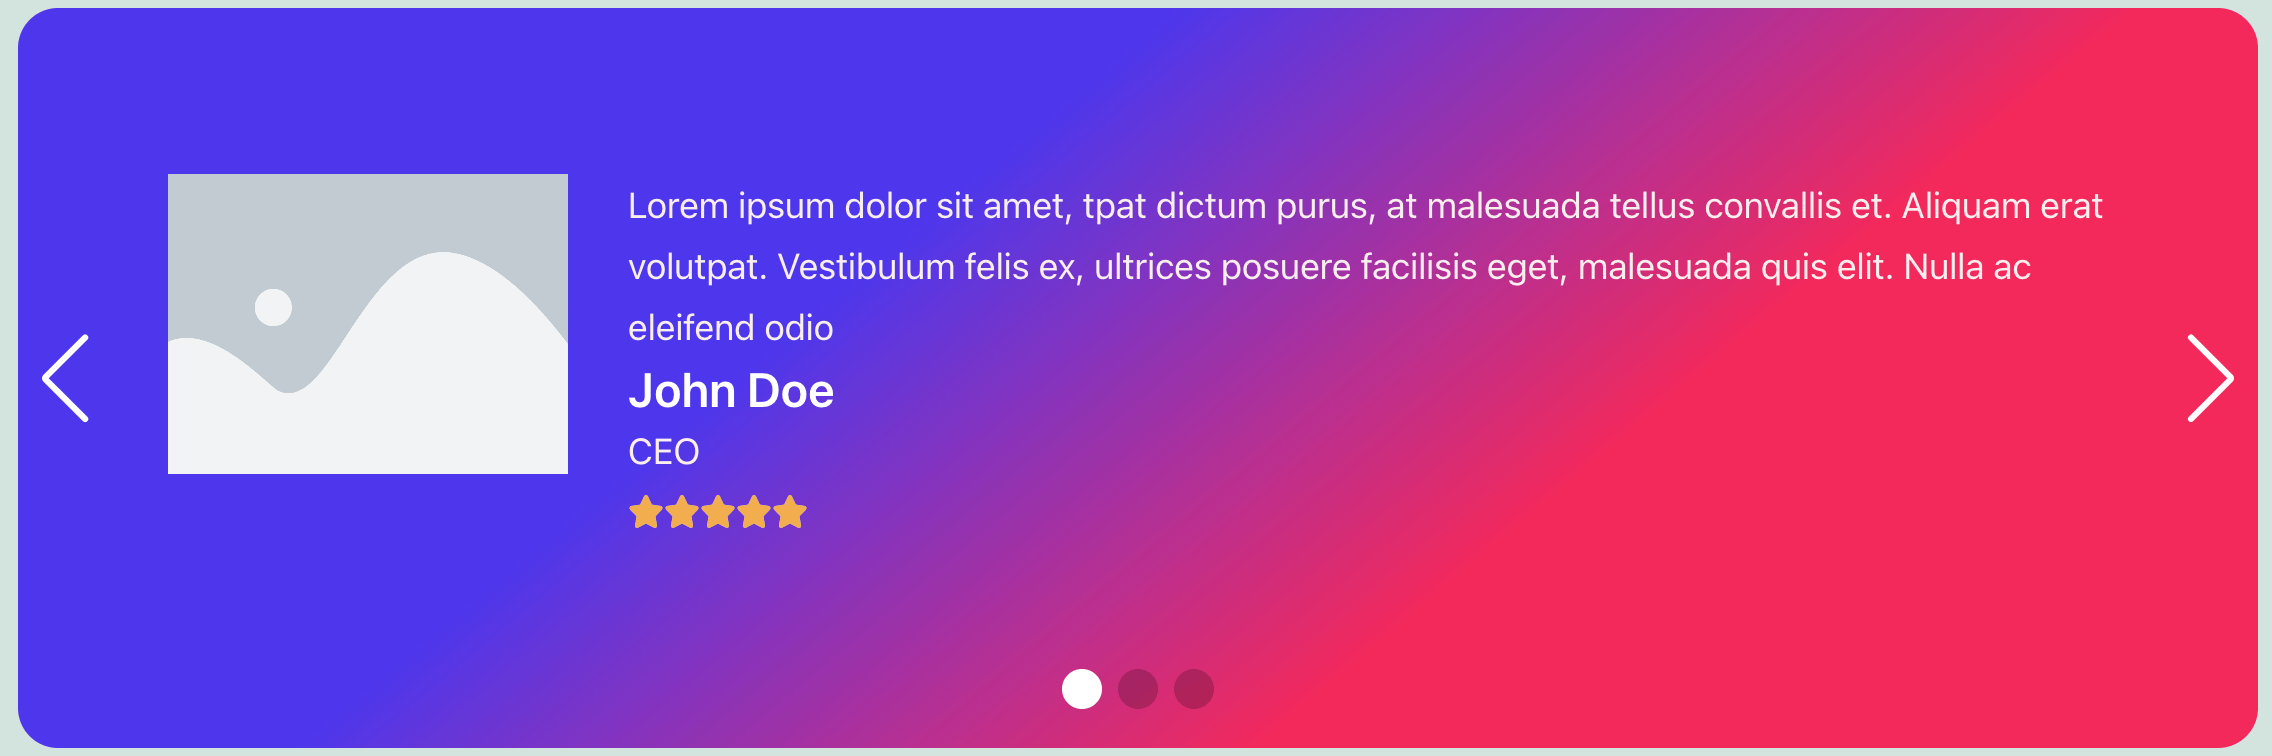 Lorem ipsum dolor sit amet, tpat dictum purus, at malesuada tellus convallis et. Aliquam erat
volutpat. Vestibulum felis ex, ultrices posuere facilisis eget, malesuada quis elit. Nulla ac
eleifend odio
John Doe
CEO